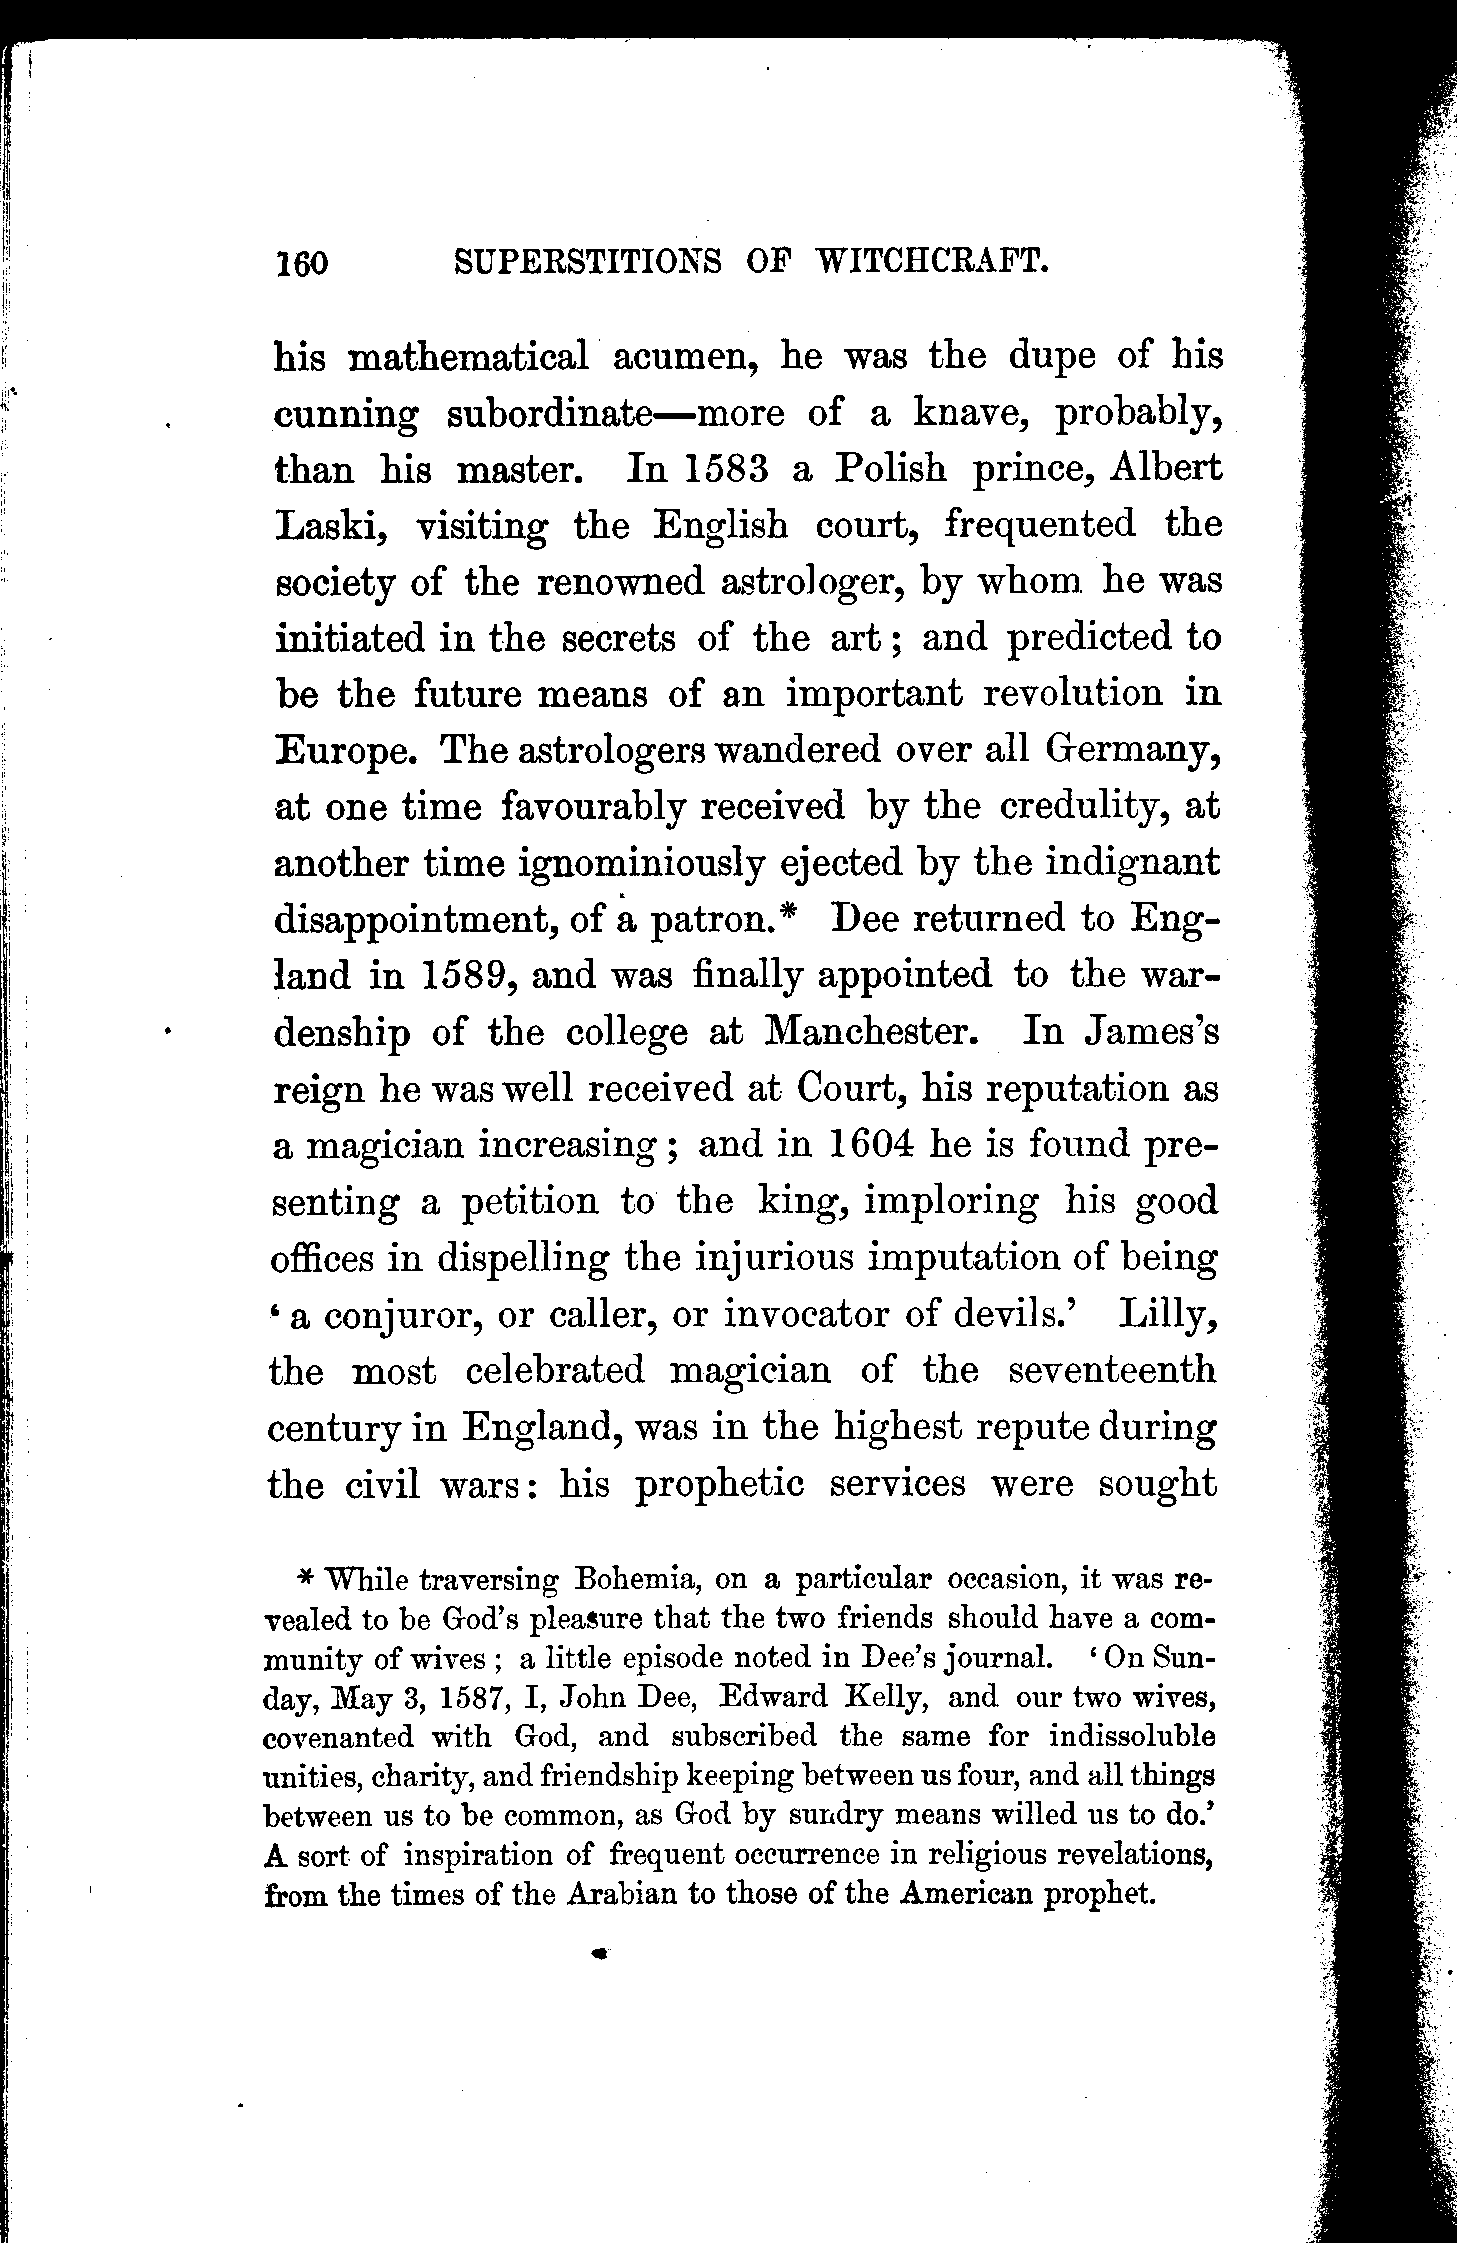 160 SUPERSTITIONS OF WITCHCRAFT.
his mathematical acumen, he was the dupe of his
cunning subordinate—more of a knave, probably,
than his master. In 1583 a Polish prince, Albert
Laski, visiting the English court, frequented the
society of the renowned astrologer, by whom he was
initiated in the secrets of the art; and predicted to
be the future means of an important revolution in
Europe. The astrologers wandered over all Germany,
at one time favourably received by the credulity, at
another time ignominiously ejected by the indignant
disappointment, of a patron.* Dee returned to Eng-
land in 1589, and was finally appointed to the war-
denship of the college at Manchester. In James's
reign he was well received at Court, his reputation as
a magician increasing; and in 1604 he is found pre-
senting a petition to the king, imploring his good
offices in dispelling the injurious imputation of being
‘a conjuror, or caller, or invocator of devils.’ Lilly,
the most celebrated magician of the seventeenth
century in England, was in the highest repute during
the civil wars: his prophetic services were sought
* While traversing Bohemia, on a particular occasion, it was re-
vealed to be God's pleasure that the two friends should have a com-
munity of wives; a little episode noted in Dee's journal. ‘On Sun-
day, May 3, 1587, I, John Dee, Edward Kelly, and our two wives,
covenanted with God, and subscribed the same for indissoluble
unities, charity, and friendship keeping between us four, and all things
between us to be common, as God by sundry means willed us to do.’
A sort of inspiration of frequent occurrence in religious revelations,
from the times of the Arabian to those of the American prophet.